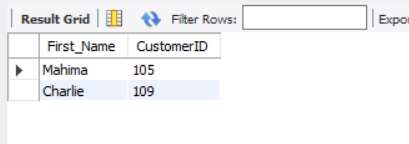 Result Grid Filter Rows: Expor
First_Name CustomerID
Mahima 105
Charlie 109